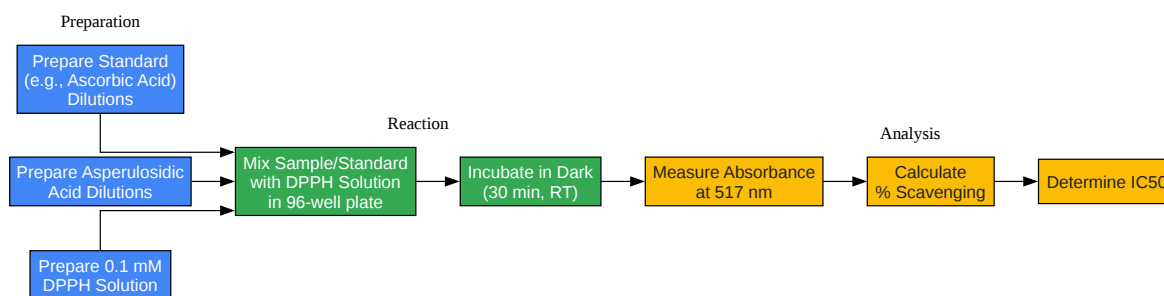 Preparation
Prepare Standard
(e.g., Ascorbic Acid)
Dilutions
Prepare Asperulosidic
Acid Dilutions
Prepare 0.1 mM
DPPH Solution
Reaction
Mix Sample/Standard
with DPPH Solution
in 96-well plate
Incubate in Dark
(30 min, RT)
Analysis
Measure Absorbance
at 517 nm
Calculate
% Scavenging
Determine IC50